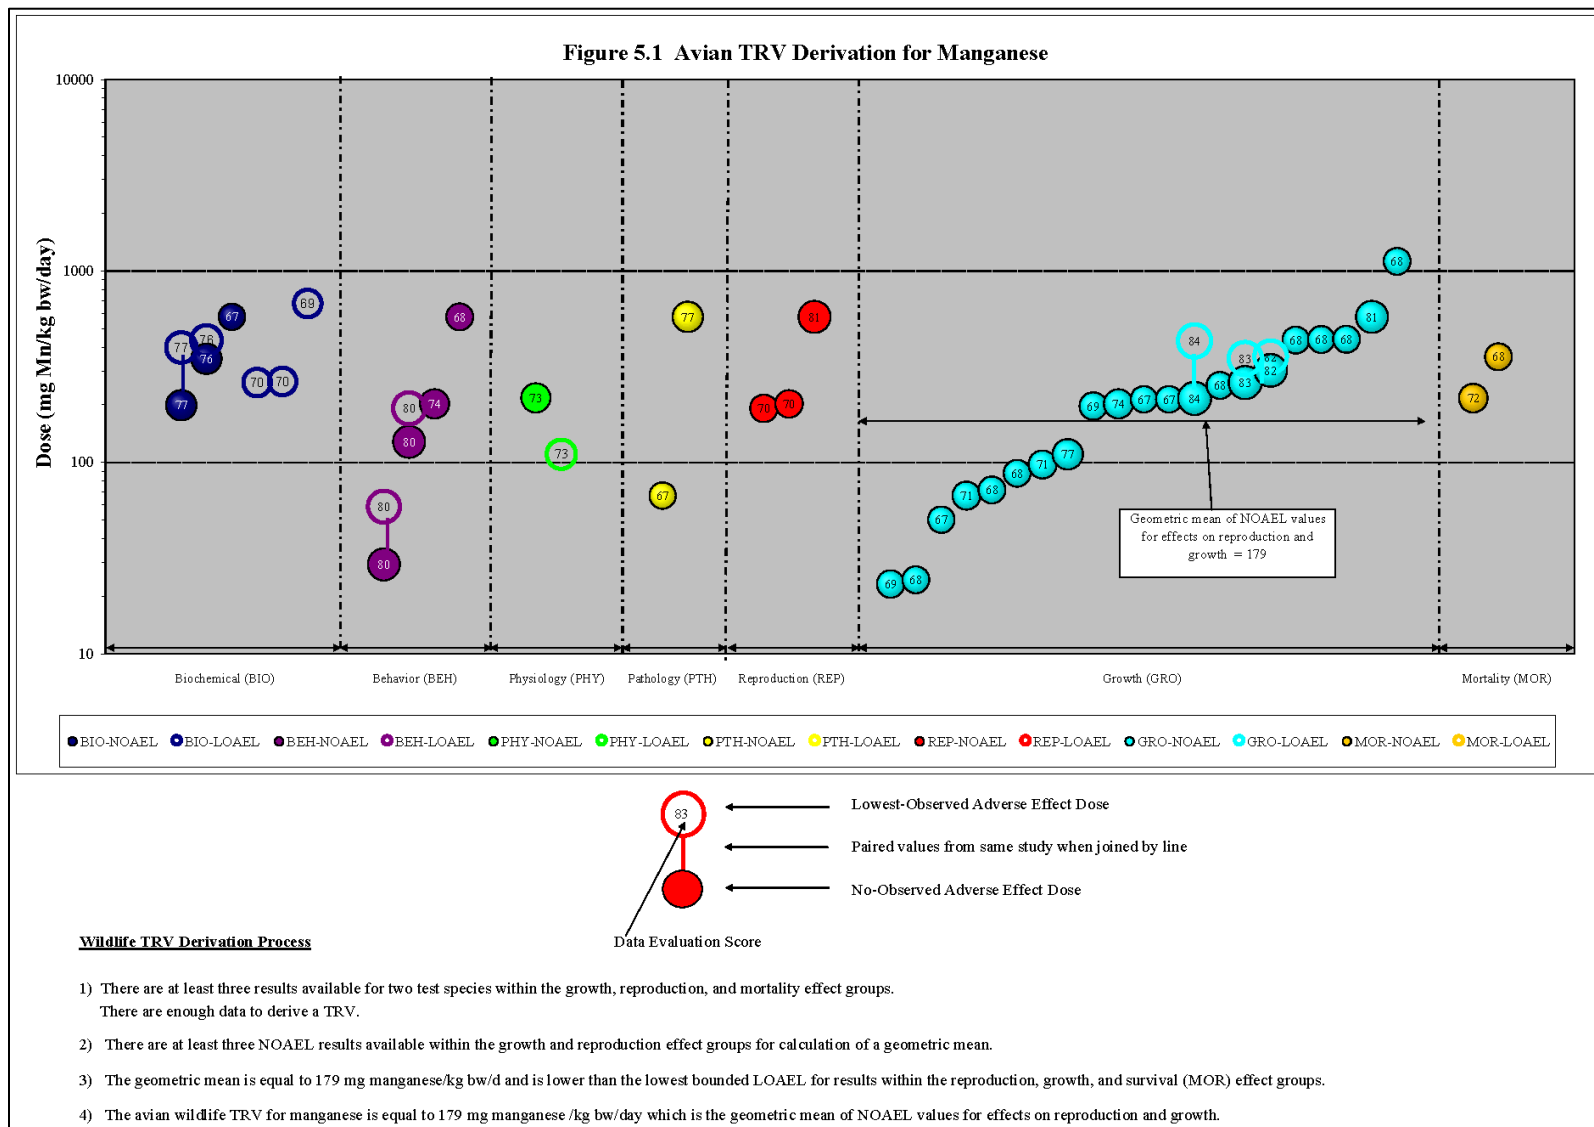 Figure 5.1 Avian TRV Derivation for Manganese
Dose (mg Mn/kg bw/day)
10000
1000
100
10
77
77
76
76
67
70
70
69
80
80
80
80
74
68
73
73
67
77
70
70
81
69
68
67
71
68
68
71
77
69
74
67
67
84
84
68
83
83
82
82
68
68
68
81
68
72
68
Geometric mean of NOAEL values
for effects on reproduction and
growth = 179
Biochemical (BIO)
Behavior (BEH)
Physiology (PHY)
Pathology (PTH)
Reproduction (REP)
Growth (GRO)
Mortality (MOR)
BIO-NOAEL
BIO-LOAEL
BEH-NOAEL
BEH-LOAEL
PHY-NOAEL
PHY-LOAEL
PTH-NOAEL
PTH-LOAEL
REP-NOAEL
REP-LOAEL
GRO-NOAEL
GRO-LOAEL
MOR-NOAEL
MOR-LOAEL
83
Lowest-Observed Adverse Effect Dose
Paired values from same study when joined by line
No-Observed Adverse Effect Dose
Data Evaluation Score
Wildlife TRV Derivation Process
1) There are at least three results available for two test species within the growth, reproduction, and mortality effect groups.
There are enough data to derive a TRV.
2) There are at least three NOAEL results available within the growth and reproduction effect groups for calculation of a geometric mean.
3) The geometric mean is equal to 179 mg manganese/kg bw/d and is lower than the lowest bounded LOAEL for results within the reproduction, growth, and survival (MOR) effect groups.
4) The avian wildlife TRV for manganese is equal to 179 mg manganese /kg bw/day which is the geometric mean of NOAEL values for effects on reproduction and growth.